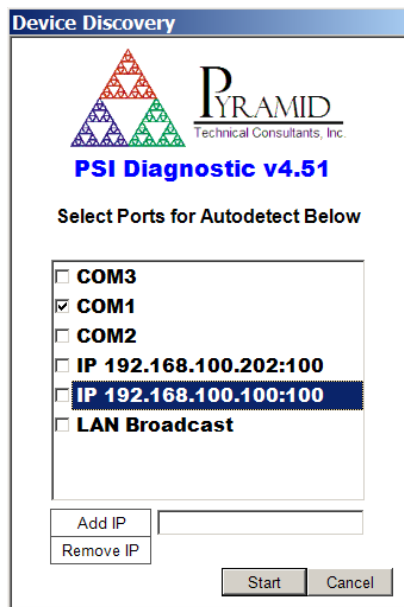 Device Discovery
PYRAMID
Technical Consultants, Inc.
PSI Diagnostic v4.51
Select Ports for Autodetect Below
COM3
COM1
COM2
IP 192.168.100.202:100
IP 192.168.100.100:100
LAN Broadcast
Add IP
Remove IP
Start Cancel